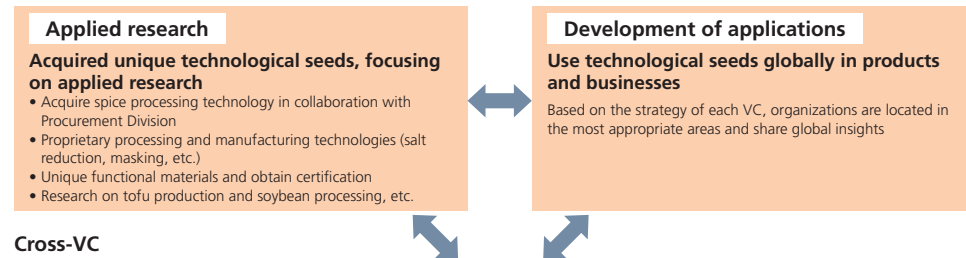 Applied research
Acquired unique technological seeds, focusing
on applied research
• Acquire spice processing technology in collaboration with
Procurement Division
• Proprietary processing and manufacturing technologies (salt
reduction, masking, etc.)
• Unique functional materials and obtain certification
• Research on tofu production and soybean processing, etc.
Development of applications
Use technological seeds globally in products
and businesses
Based on the strategy of each VC, organizations are located in
the most appropriate areas and share global insights
Cross-VC